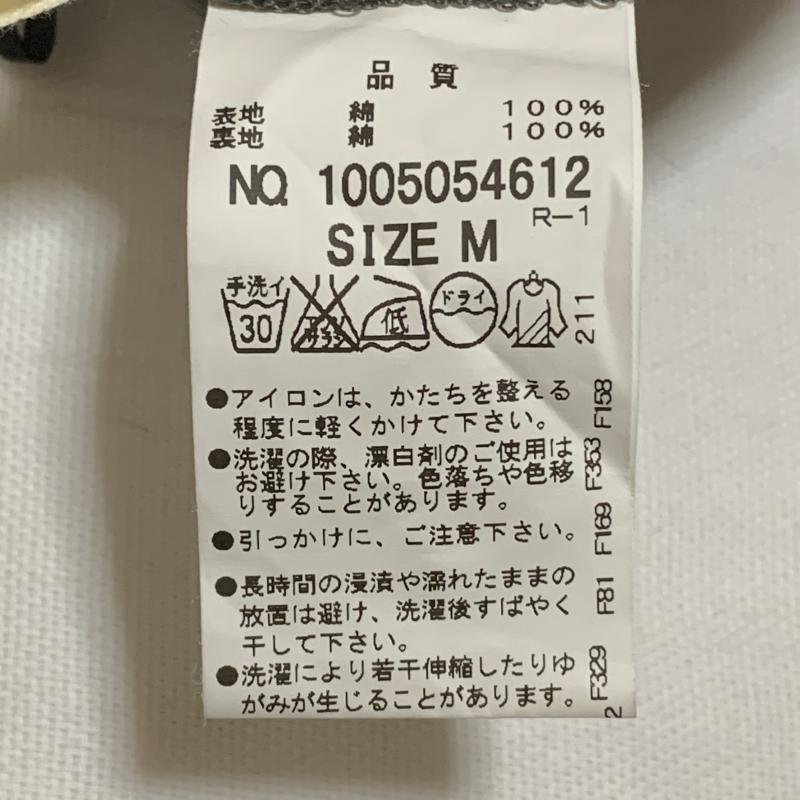 品質
表地 綿 100%
裏地 綿 100%
NO. 1005054612
R-1
SIZE M
手洗イ 30 エンソサラシ 低 ドライ
211
●アイロンは、かたちを整える
程度に軽くかけて下さい。
F158
●洗濯の際、漂白剤のご使用は
お避け下さい。色落ちや色移
りすることがあります。
F353
●引っかけに、ご注意下さい。
F169
●長時間の浸漬や濡れたままの
放置は避け、洗濯後すばやく
干して下さい。
F81
●洗濯により若干伸縮したりゆ
がみが生じることがあります。
F329
2